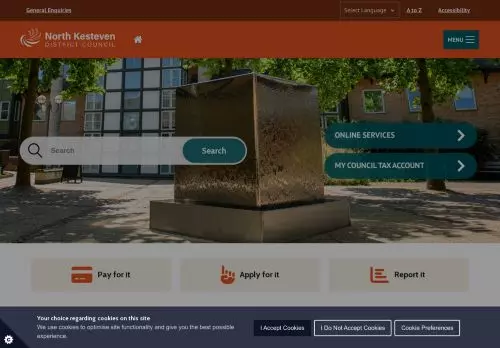 General Enquiries
Select Language
A to Z
Accessibility
North Kesteven
DISTRICT COUNCIL
MENU
Search
Search
ONLINE SERVICES
MY COUNCIL TAX ACCOUNT
Pay for it
Apply for it
Report it
Your choice regarding cookies on this site
We use cookies to optimise site functionality and give you the best possible
experience.
I Accept Cookies
I Do Not Accept Cookies
Cookie Preferences